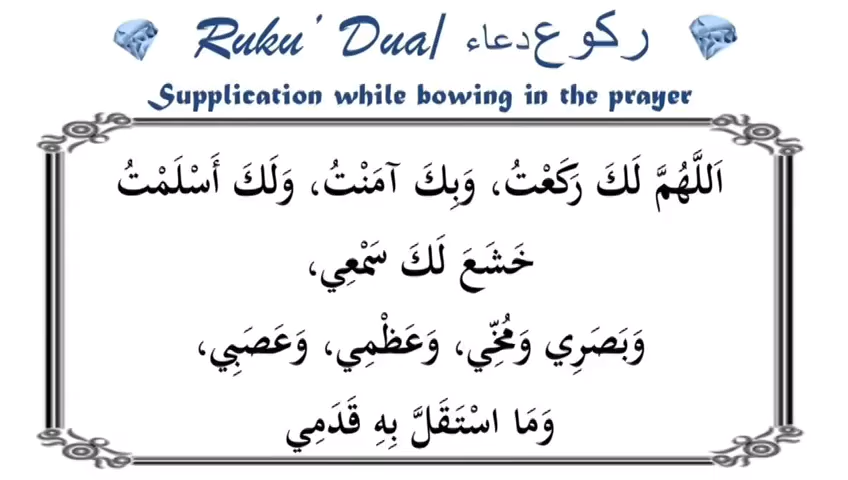 Ruku' Dua/ ركوع دعاء
Supplication while bowing in the prayer
اَللَّهُمَّ لَكَ رَكَعْتُ، وَبِكَ آمَنْتُ، وَلَكَ أَسْلَمْتُ
خَشَعَ لَكَ سَمْعِي،
وَبَصَرِي وَمُخِّي، وَعَظْمِي، وَعَصَبِي،
وَمَا اسْتَقَلَّ بِهِ قَدَمِي